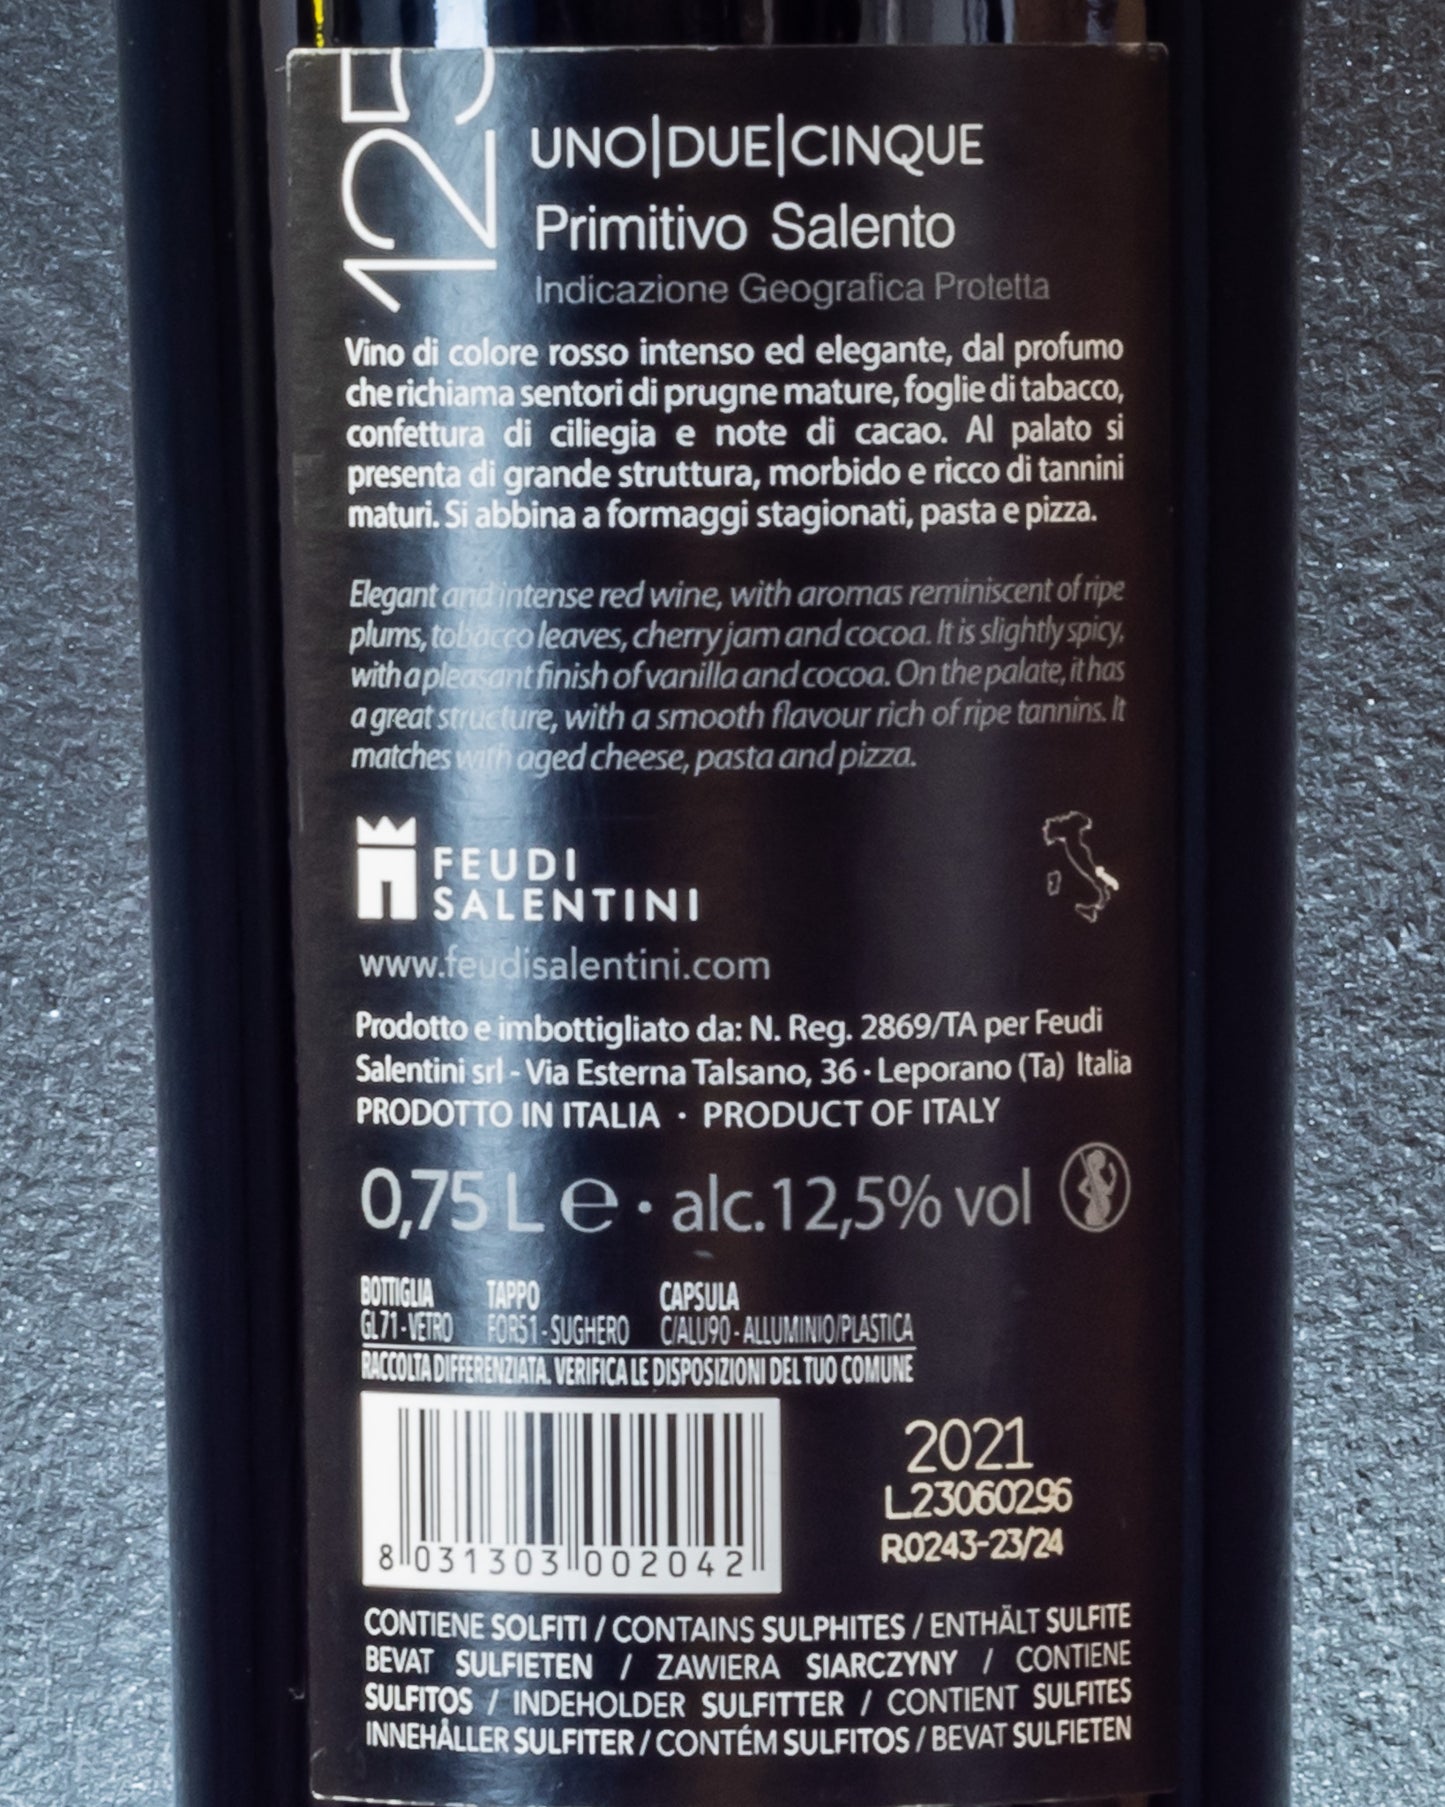 125
UNO|DUE|CINQUE
Primitivo Salento
Indicazione Geografica Protetta
Vino di colore rosso intenso ed elegante, dal profumo
che richiama sentori di prugne mature, foglie di tabacco,
confettura di ciliegia e note di cacao. Al palato si
presenta di grande struttura, morbido e ricco di tannini
maturi. Si abbina a formaggi stagionati, pasta e pizza.
Elegant and intense red wine, with aromas reminiscent of ripe
plums, tobacco leaves, cherry jam and cocoa. It is slightly spicy,
with a pleasant finish of vanilla and cocoa. On the palate, it has
a great structure, with a smooth flavour rich of ripe tannins. It
matches with aged cheese, pasta and pizza.
FEUDI
SALENTINI
www.feudisalentini.com
Prodotto e imbottigliato da: N. Reg. 2869/TA per Feudi
Salentini srl - Via Esterna Talsano, 36 · Leporano (Ta) Italia
PRODOTTO IN ITALIA · PRODUCT OF ITALY
0,75 L e · alc.12,5% vol
BOTTIGLIA TAPPO CAPSULA
GL71 - VETRO FOR51 - SUGHERO C/ALU90 - ALLUMINIO/PLASTICA
RACCOLTA DIFFERENZIATA. VERIFICA LE DISPOSIZIONI DEL TUO COMUNE
8 031303 002042
2021
L23060296
R0243-23/24
CONTIENE SOLFITI / CONTAINS SULPHITES / ENTHÄLT SULFITE
BEVAT SULFIETEN / ZAWIERA SIARCZYNY / CONTIENE
SULFITOS / INDEHOLDER SULFITTER / CONTIENT SULFITES
INNEHÅLLER SULFITER / CONTÉM SULFITOS / BEVAT SULFIETEN